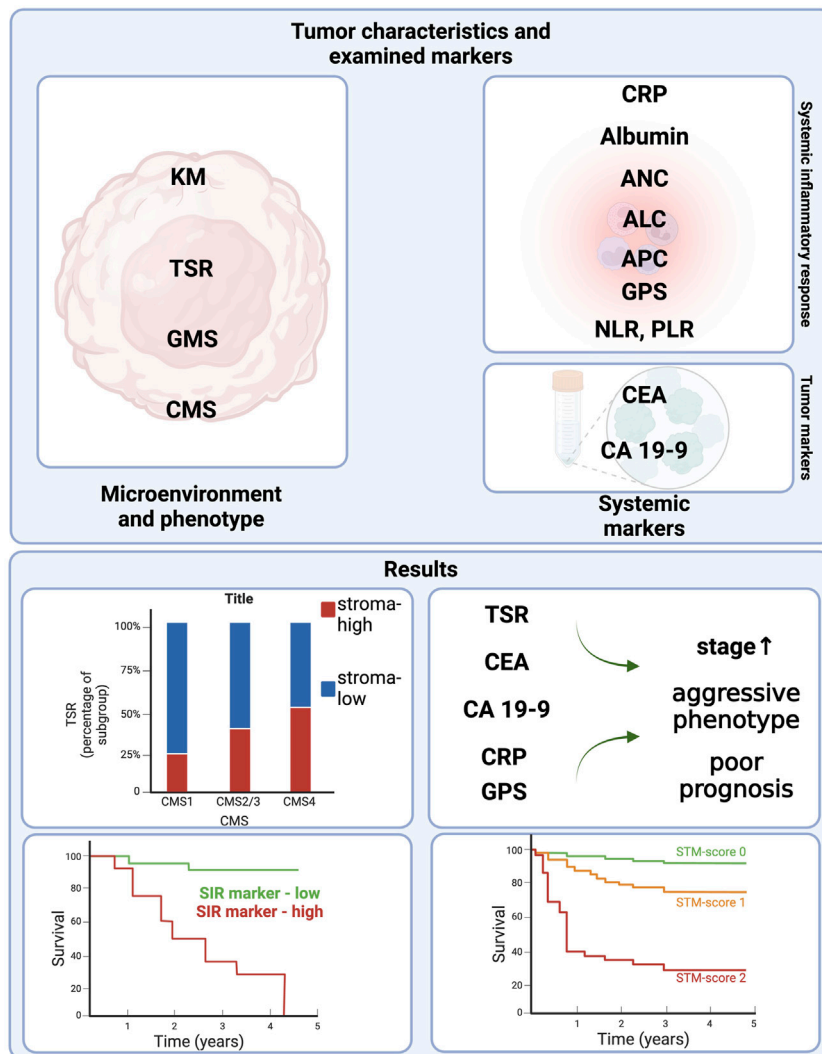 Tumor characteristics and
examined markers
KM
TSR
GMS
CMS
Microenvironment
and phenotype
CRP
Albumin
ANC
ALC
APC
GPS
NLR, PLR
Systemic inflammatory response
CEA
CA 19-9
Tumor markers
Systemic
markers
Results
Title
stroma-
high
stroma-
low
TSR
(percentage of
subgroup)
100%
75%
50%
25%
0
CMS1 CMS2/3 CMS4
CMS
TSR
CEA
CA 19-9
CRP
GPS
stage↑
aggressive
phenotype
poor
prognosis
Survival
100
80
60
40
20
0
SIR marker - low
SIR marker - high
1 2 3 4 5
Time (years)
Survival
100
80
60
40
20
0
STM-score 0
STM-score 1
STM-score 2
1 2 3 4 5
Time (years)